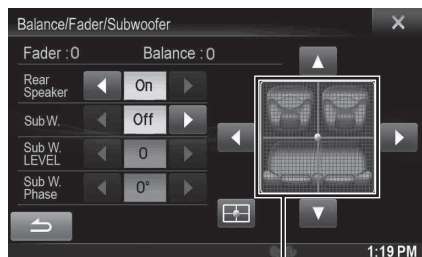 Balance/Fader/Subwoofer
Fader :0 Balance :0
Rear
Speaker On
Sub W. Off
Sub W.
LEVEL 0
Sub W.
Phase 0°
1:19 PM